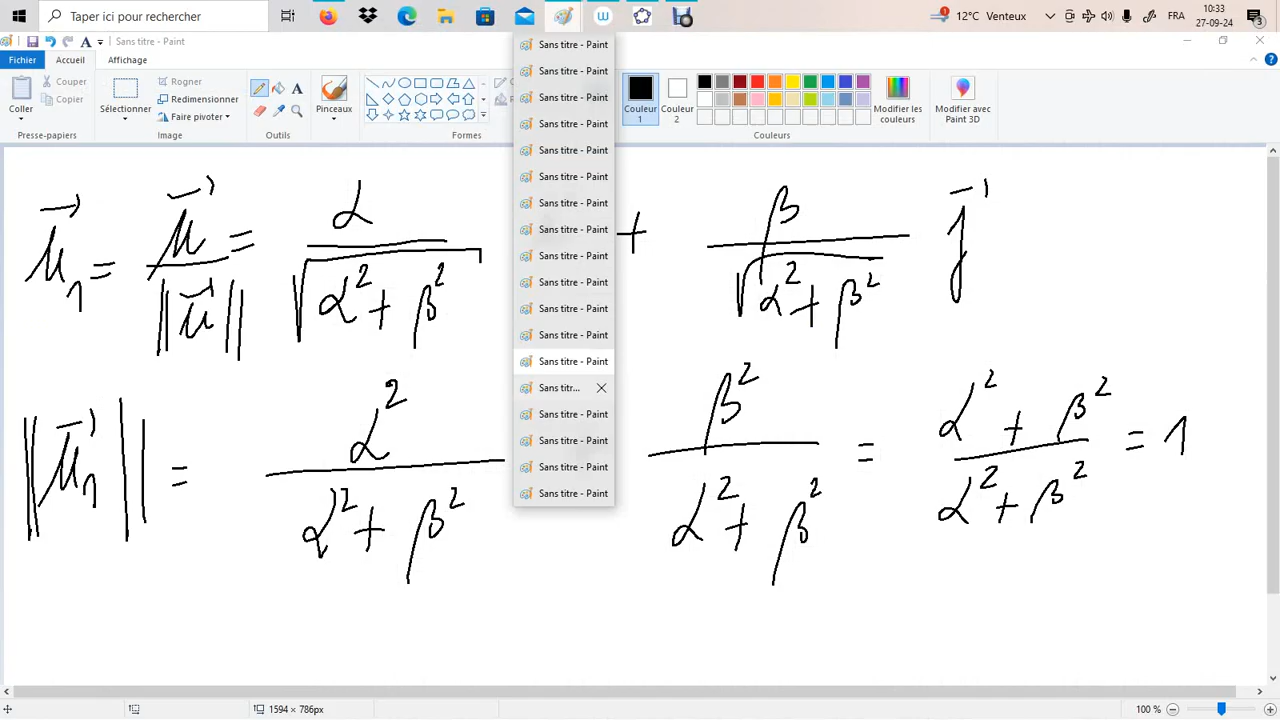 Taper ici pour rechercher
12°C Venteux
FRA
10:33
27-09-24
3
Sans titre - Paint
Fichier
Accueil
Affichage
Coller
Couper
Copier
Presse-papiers
Sélectionner
Rogner
Redimensionner
Faire pivoter
Image
A
Outils
Pinceaux
Formes
Couleur 1
Couleur 2
Modifier les couleurs
Couleurs
Modifier avec Paint 3D
Sans titre - Paint
Sans titre - Paint
Sans titre - Paint
Sans titre - Paint
Sans titre - Paint
Sans titre - Paint
Sans titre - Paint
Sans titre - Paint
Sans titre - Paint
Sans titre - Paint
Sans titre - Paint
Sans titre - Paint
Sans titre - Paint
Sans titr...
Sans titre - Paint
Sans titre - Paint
Sans titre - Paint
Sans titre - Paint
u⃗₁ = u⃗ / ||u⃗|| = α / √(α² + β²) + β / √(α² + β²) j⃗
||u⃗₁|| = α² / (α² + β²) β² / (α² + β²) = (α² + β²) / (α² + β²) = 1
1594 × 786px
100 %